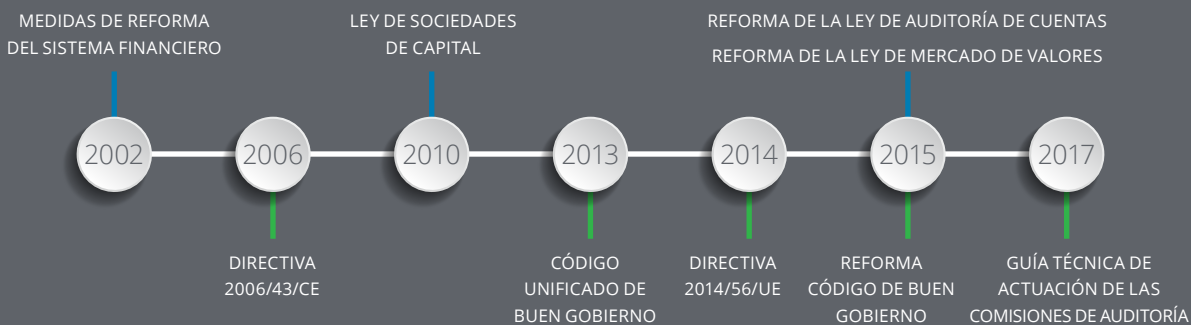 MEDIDAS DE REFORMA
DEL SISTEMA FINANCIERO
LEY DE SOCIEDADES
DE CAPITAL
REFORMA DE LA LEY DE AUDITORÍA DE CUENTAS
REFORMA DE LA LEY DE MERCADO DE VALORES
2002
2006
2010
2013
2014
2015
2017
DIRECTIVA
2006/43/CE
CÓDIGO
UNIFICADO DE
BUEN GOBIERNO
DIRECTIVA
2014/56/UE
REFORMA
CÓDIGO DE BUEN
GOBIERNO
GUÍA TÉCNICA DE
ACTUACIÓN DE LAS
COMISIONES DE AUDITORÍA